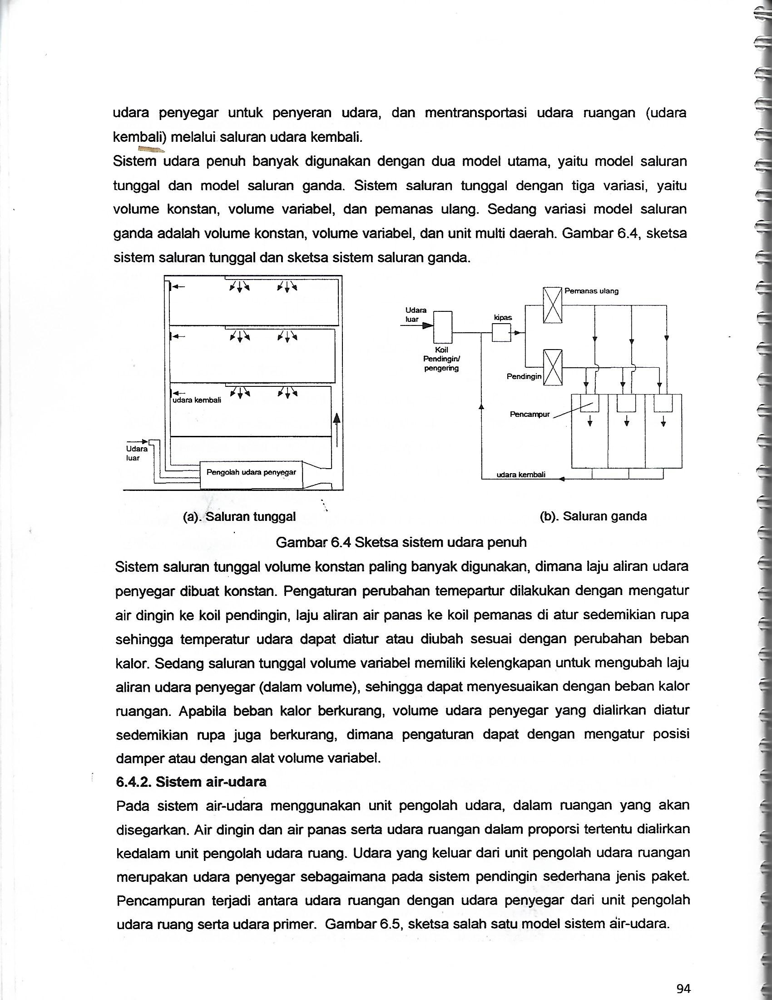 udara penyegar untuk penyeran udara, dan mentransportasi udara ruangan (udara
kembali) melalui saluran udara kembali.
Sistem udara penuh banyak digunakan dengan dua model utama, yaitu model saluran
tunggal dan model saluran ganda. Sistem saluran tunggal dengan tiga variasi, yaitu
volume konstan, volume variabel, dan pemanas ulang. Sedang variasi model saluran
ganda adalah volume konstan, volume variabel, dan unit multi daerah. Gambar 6.4, sketsa
sistem saluran tunggal dan sketsa sistem saluran ganda.
udara kembali
Udara
luar
Pengolah udara penyegar
Pemanas ulang
Udara
luar
kipas
Koil
Pendingin/
pengering
Pendingin
Pencampur
udara kembali
(a). Saluran tunggal
(b). Saluran ganda
Gambar 6.4 Sketsa sistem udara penuh
Sistem saluran tunggal volume konstan paling banyak digunakan, dimana laju aliran udara
penyegar dibuat konstan. Pengaturan perubahan temepartur dilakukan dengan mengatur
air dingin ke koil pendingin, laju aliran air panas ke koil pemanas di atur sedemikian rupa
sehingga temperatur udara dapat diatur atau diubah sesuai dengan perubahan beban
kalor. Sedang saluran tunggal volume variabel memiliki kelengkapan untuk mengubah laju
aliran udara penyegar (dalam volume), sehingga dapat menyesuaikan dengan beban kalor
ruangan. Apabila beban kalor berkurang, volume udara penyegar yang dialirkan diatur
sedemikian rupa juga berkurang, dimana pengaturan dapat dengan mengatur posisi
damper atau dengan alat volume variabel.
6.4.2. Sistem air-udara
Pada sistem air-udara menggunakan unit pengolah udara, dalam ruangan yang akan
disegarkan. Air dingin dan air panas serta udara ruangan dalam proporsi tertentu dialirkan
kedalam unit pengolah udara ruang. Udara yang keluar dari unit pengolah udara ruangan
merupakan udara penyegar sebagaimana pada sistem pendingin sederhana jenis paket.
Pencampuran terjadi antara udara ruangan dengan udara penyegar dari unit pengolah
udara ruang serta udara primer. Gambar 6.5, sketsa salah satu model sistem air-udara.
94